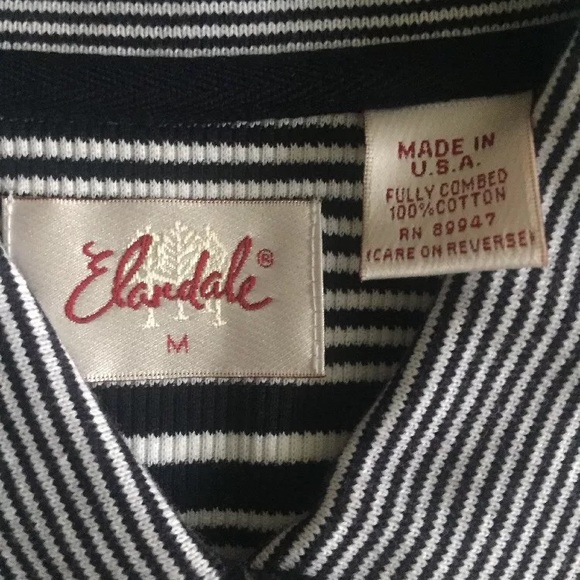 Elandale®
M
MADE IN
U.S.A.
FULLY COMBED
100% COTTON
RN 89947
(CARE ON REVERSE)